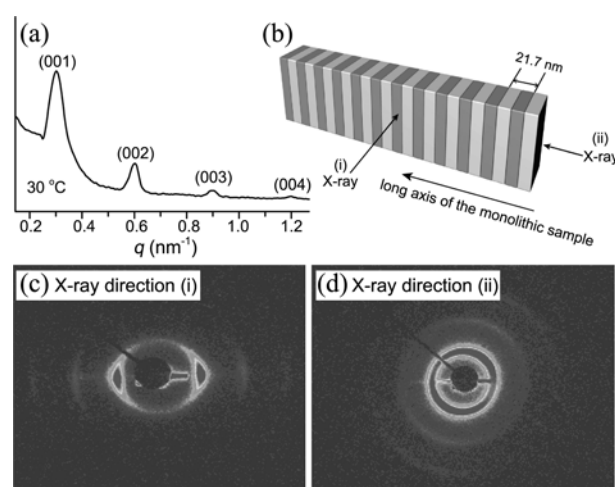 (a)
(001)
(002)
(003)
(004)
30 °C
0.2 0.4 0.6 0.8 1.0 1.2
q (nm⁻¹)
(b)
21.7 nm
(i)
X-ray
(ii)
X-ray
long axis of the monolithic sample
(c) X-ray direction (i)
(d) X-ray direction (ii)